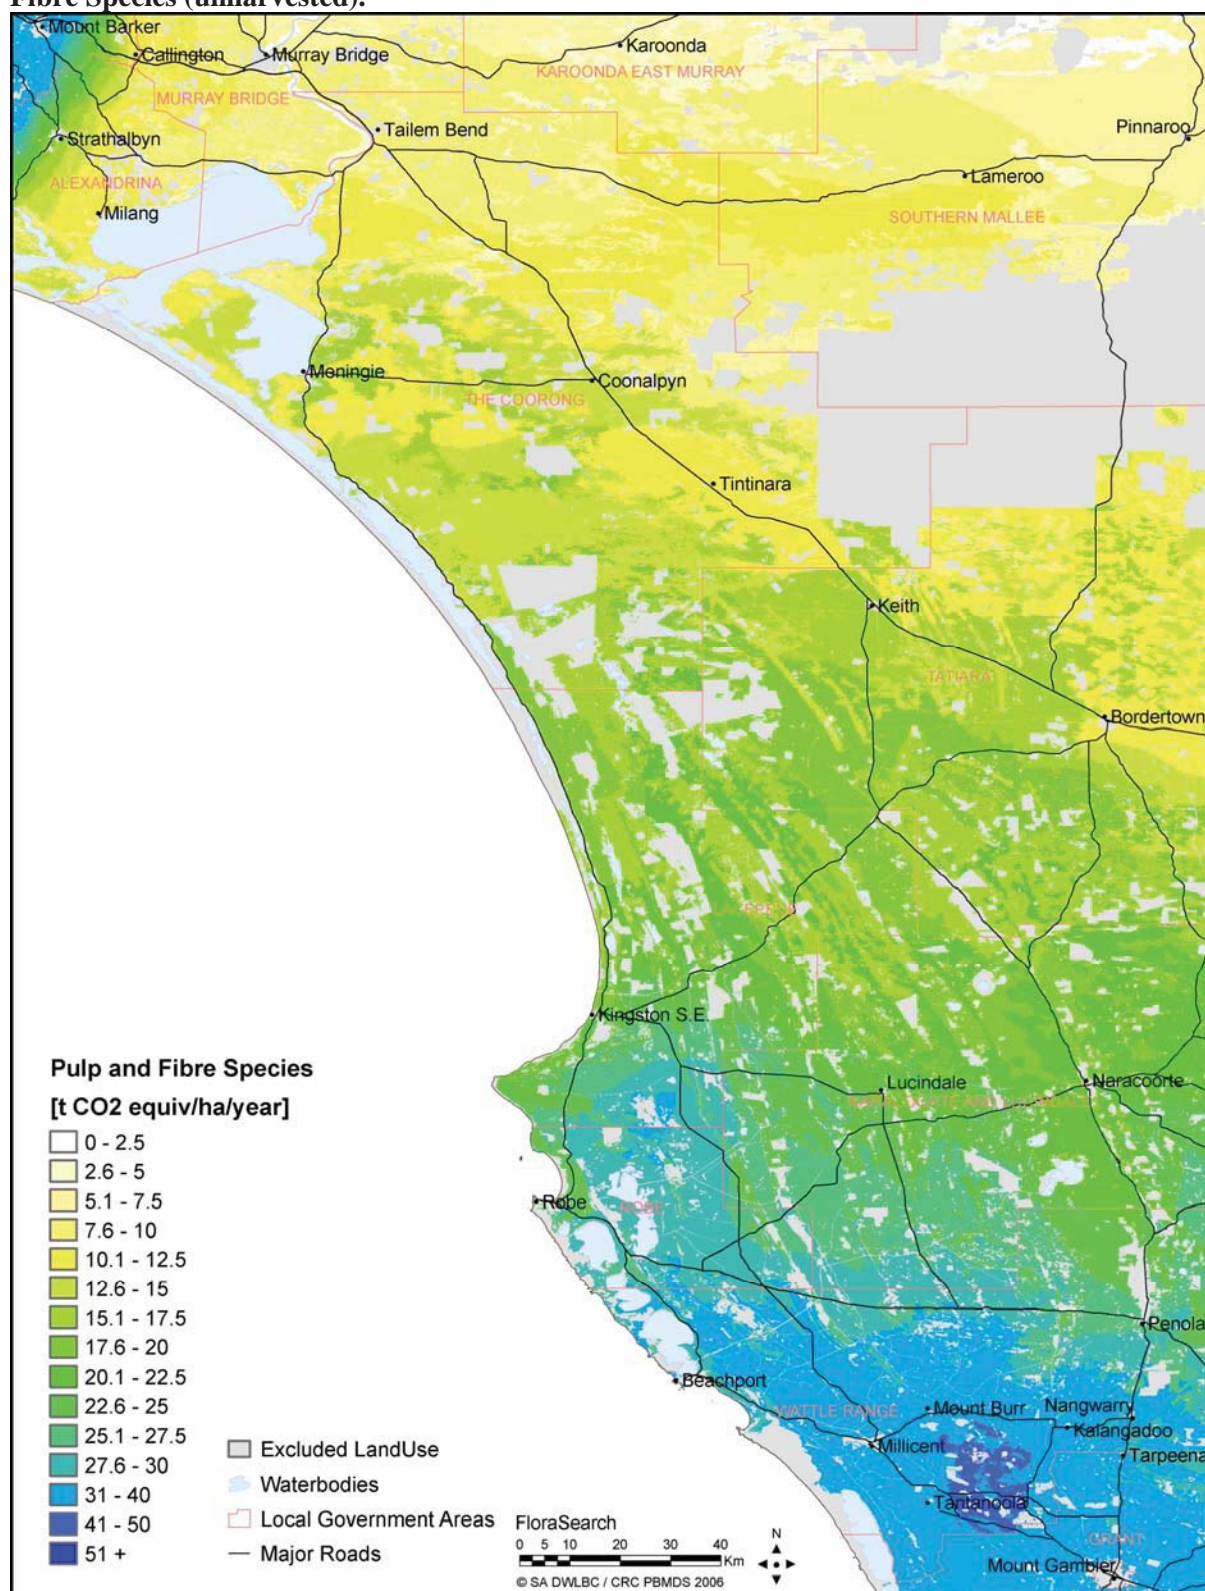 Fibre Species (unharvested).
Mount Barker
Callington
Murray Bridge
Karoonda
KAROONDA EAST MURRAY
MURRAY BRIDGE
Tailem Bend
Pinnaroo
Strathalbyn
Lameroo
ALEXANDRINA
Milang
SOUTHERN MALLEE
Meningie
Coonalpyn
THE COORONG
Tintinara
Keith
TATIARA
Bordertown
Kingston S.E.
Lucindale
Naracoorte
Robe
ROBE
Penola
Beachport
WATTLE RANGE
Mount Burr
Nangwarry
Kalangadoo
Millicent
Tarpeena
Tantanoola
GRANT
Mount Gambier
Pulp and Fibre Species
[t CO2 equiv/ha/year]
0 - 2.5
2.6 - 5
5.1 - 7.5
7.6 - 10
10.1 - 12.5
12.6 - 15
15.1 - 17.5
17.6 - 20
20.1 - 22.5
22.6 - 25
25.1 - 27.5
27.6 - 30
31 - 40
41 - 50
51 +
Excluded LandUse
Waterbodies
Local Government Areas
Major Roads
FloraSearch
0 5 10 20 30 40
Km
N
© SA DWLBC / CRC PBMDS 2006